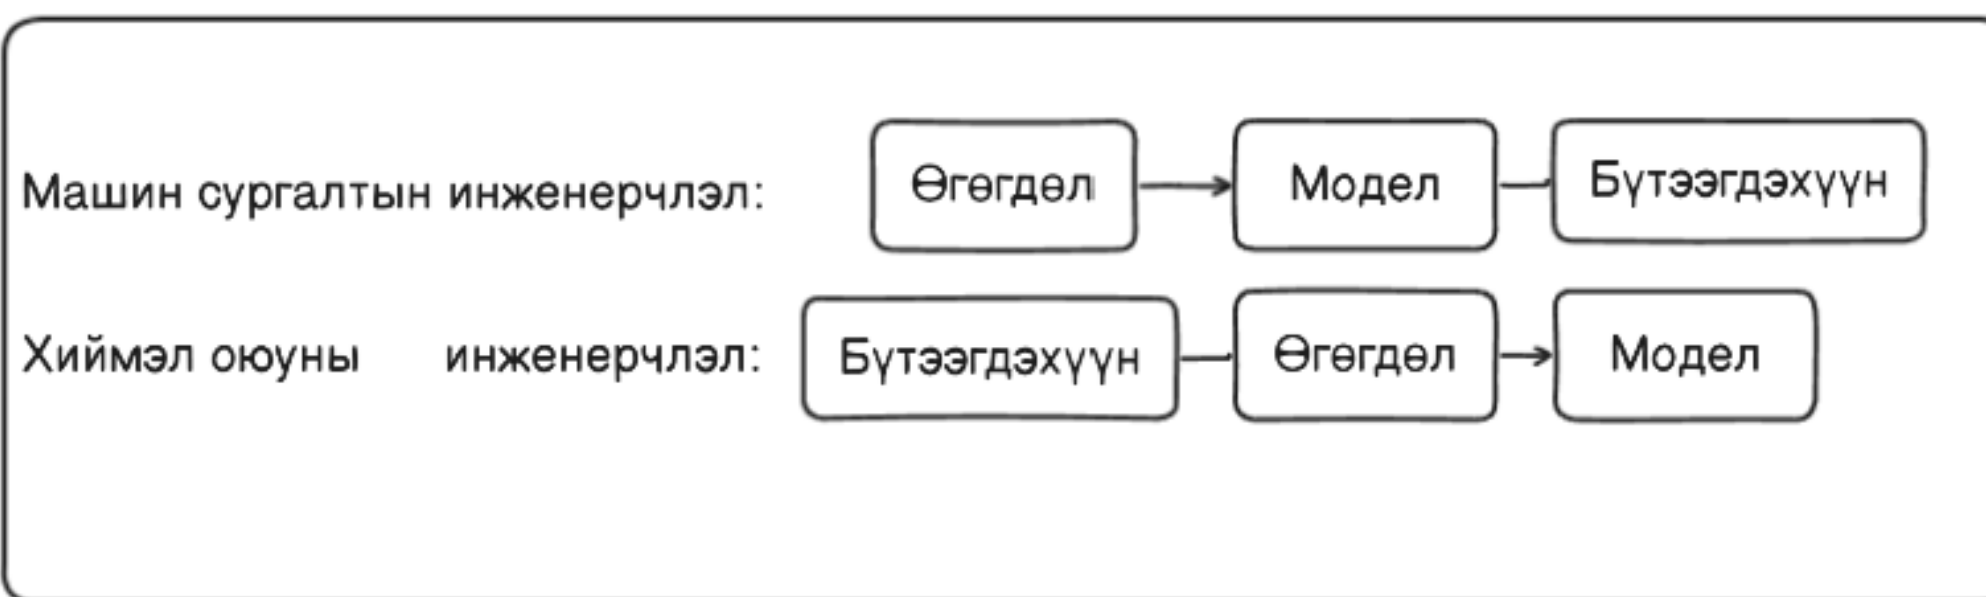 Машин сургалтын инженерчлэл: Өгөгдөл Модел Бүтээгдэхүүн
Хиймэл оюуны инженерчлэл: Бүтээгдэхүүн Өгөгдөл Модел